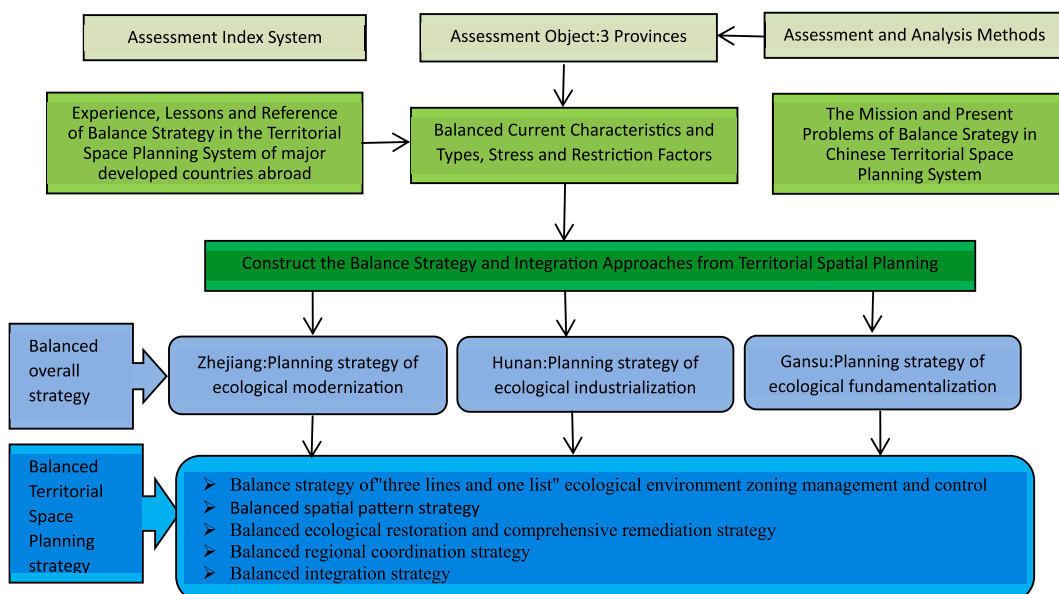 Assessment Index System
Assessment Object:3 Provinces
Assessment and Analysis Methods
Experience, Lessons and Reference
of Balance Strategy in the Territorial
Space Planning System of major
developed countries abroad
Balanced Current Characteristics and
Types, Stress and Restriction Factors
The Mission and Present
Problems of Balance Srategy in
Chinese Territorial Space
Planning System
Construct the Balance Strategy and Integration Approaches from Territorial Spatial Planning
Balanced
overall
strategy
Zhejiang:Planning strategy of
ecological modernization
Hunan:Planning strategy of
ecological industrialization
Gansu:Planning strategy of
ecological fundamentalization
Balanced
Territorial
Space
Planning
strategy
➢ Balance strategy of"three lines and one list" ecological environment zoning management and control
➢ Balanced spatial pattern strategy
➢ Balanced ecological restoration and comprehensive remediation strategy
➢ Balanced regional coordination strategy
➢ Balanced integration strategy